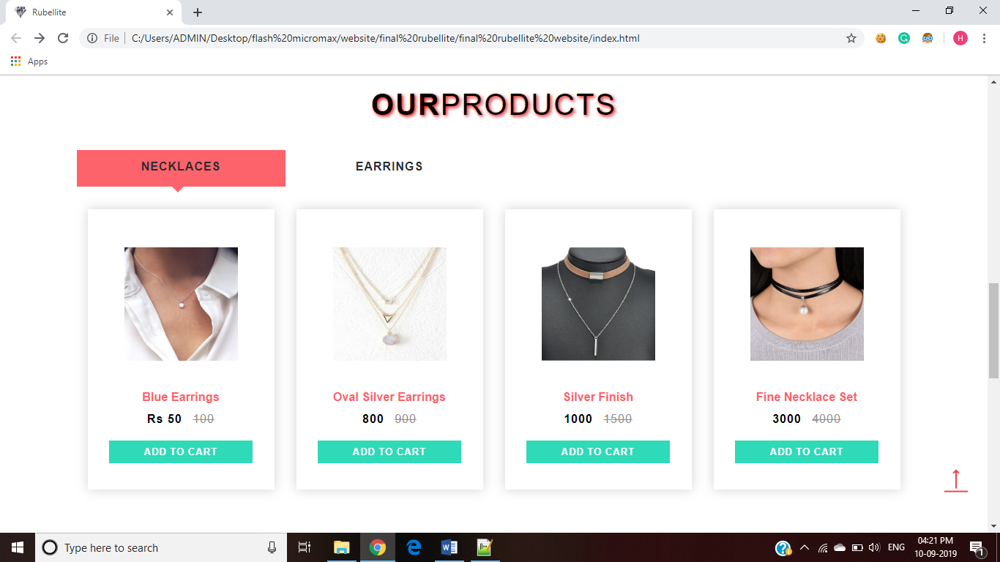 Rubellite
File
C:/Users/ADMIN/Desktop/flash%20micromax/website/final%20rubellite/final%20rubellite%20website/index.html
H
Apps
OURPRODUCTS
NECKLACES EARRINGS
Blue Earrings Oval Silver Earrings Silver Finish Fine Necklace Set
Rs 50 100 800 900 1000 1500 3000 4000
ADD TO CART ADD TO CART ADD TO CART ADD TO CART
Type here to search
ENG
04:21 PM
10-09-2019
1